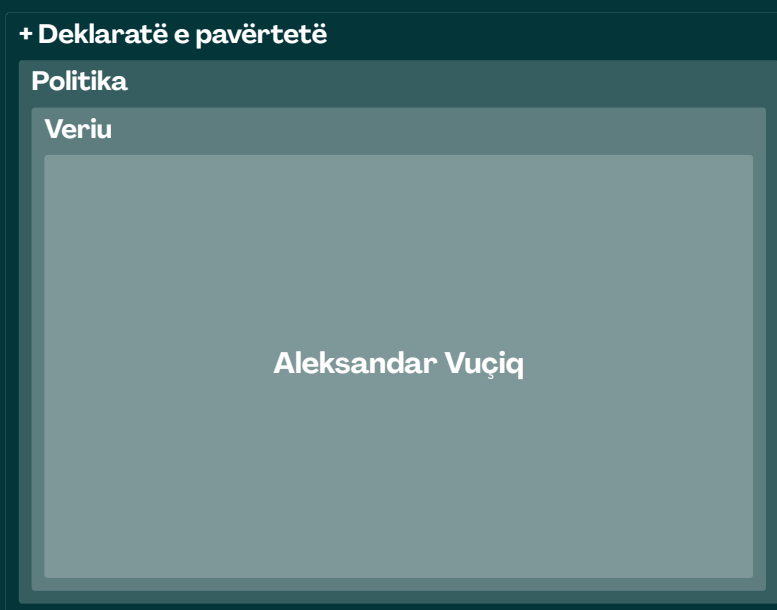 + Deklaratë e pavërtetë
Politika
Veriu
Aleksandar Vuçiq